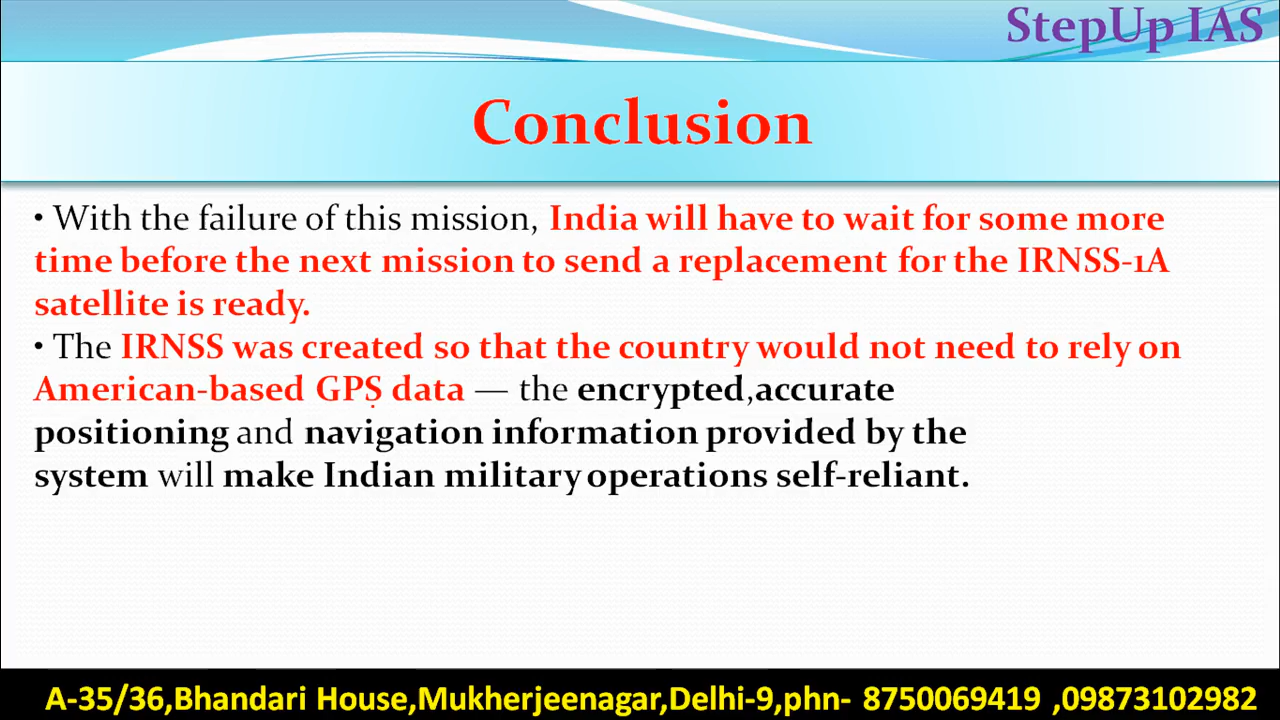 StepUp IAS
Conclusion
• With the failure of this mission, India will have to wait for some more
time before the next mission to send a replacement for the IRNSS-1A
satellite is ready.
• The IRNSS was created so that the country would not need to rely on
American-based GPS data — the encrypted,accurate
positioning and navigation information provided by the
system will make Indian military operations self-reliant.
A-35/36,Bhandari House,Mukherjeenagar,Delhi-9,phn- 8750069419 ,09873102982